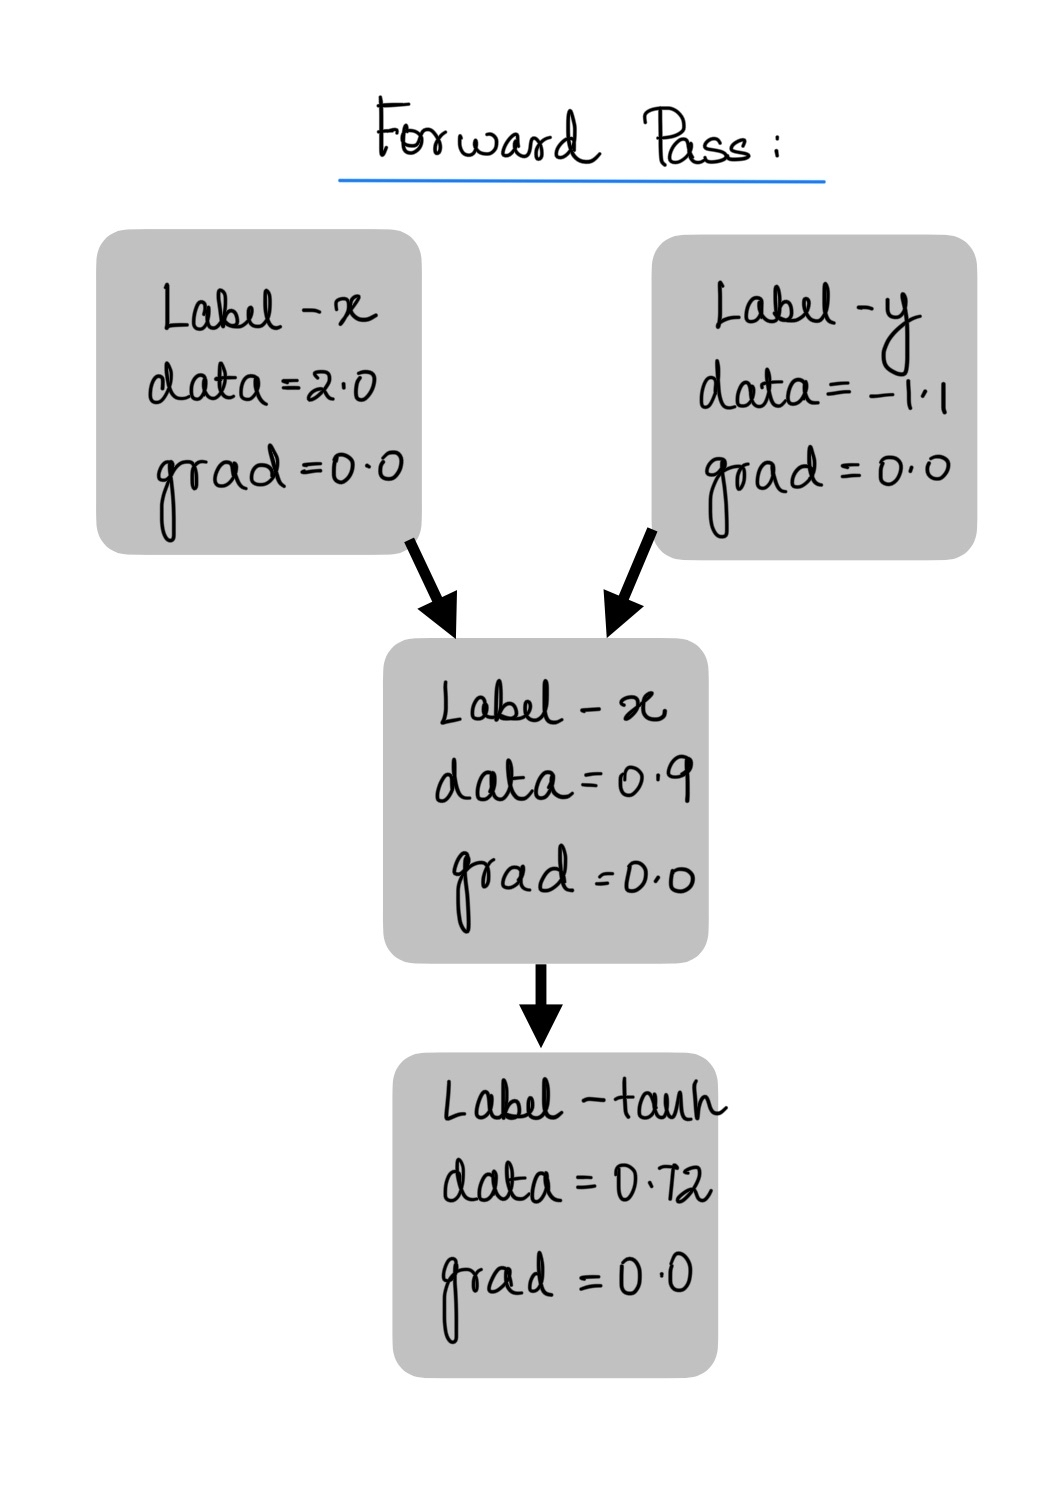 Forward Pass:
Label - x
data = 2.0
grad = 0.0
Label - y
data = -1.1
grad = 0.0
Label - x
data = 0.9
grad = 0.0
Label - tanh
data = 0.72
grad = 0.0